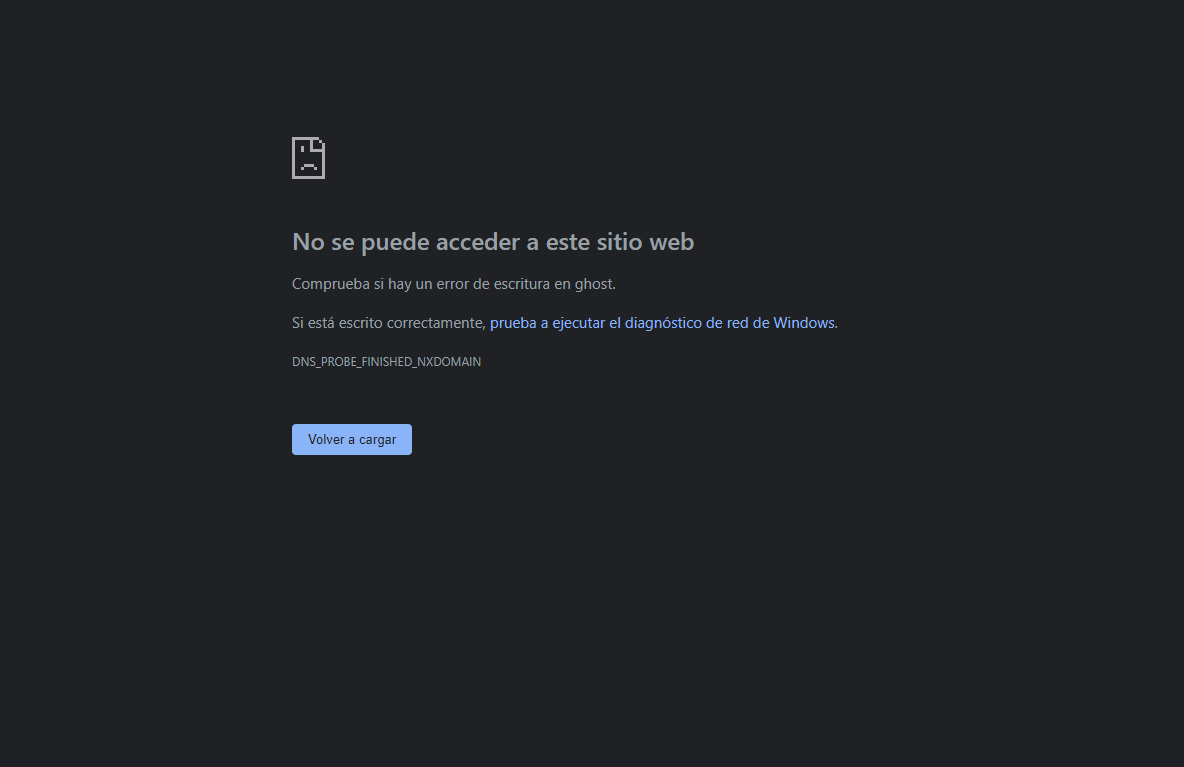 No se puede acceder a este sitio web
Comprueba si hay un error de escritura en ghost.
Si está escrito correctamente, prueba a ejecutar el diagnóstico de red de Windows.
DNS_PROBE_FINISHED_NXDOMAIN
Volver a cargar